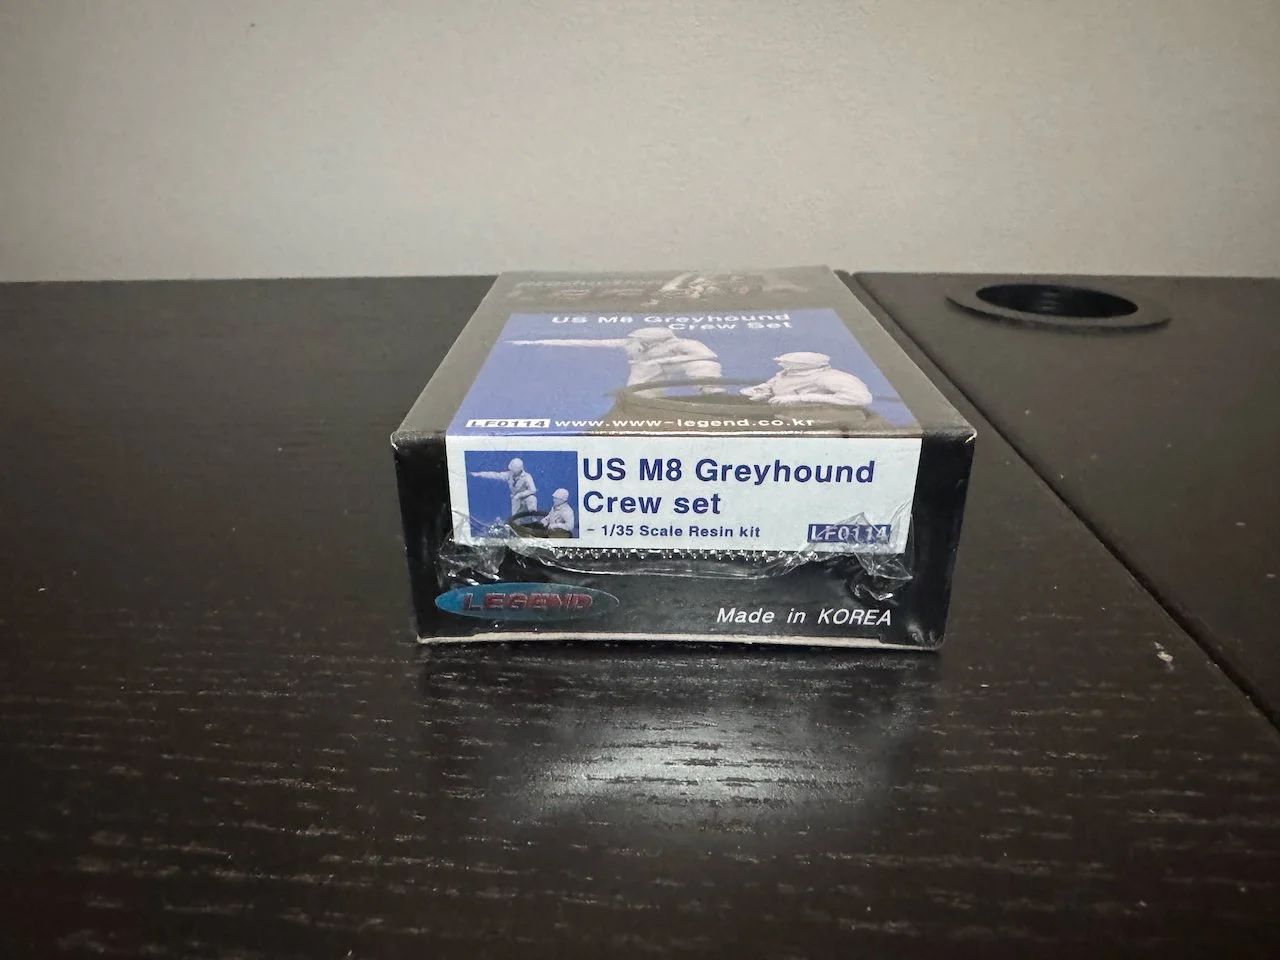 US M8 Greyhound
Crew Set
LF0114 www.www-legend.co.kr
US M8 Greyhound
Crew set
- 1/35 Scale Resin kit
LF0114
LEGEND
Made in KOREA